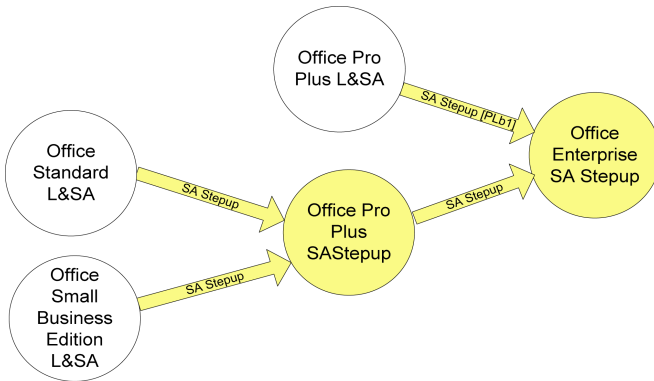 Office Pro
Plus L&SA
SA Stepup [PLb1]
Office
Enterprise
SA Stepup
Office
Standard
L&SA
SA Stepup
Office Pro
Plus
SAStepup
SA Stepup
Office
Small
Business
Edition
L&SA
SA Stepup